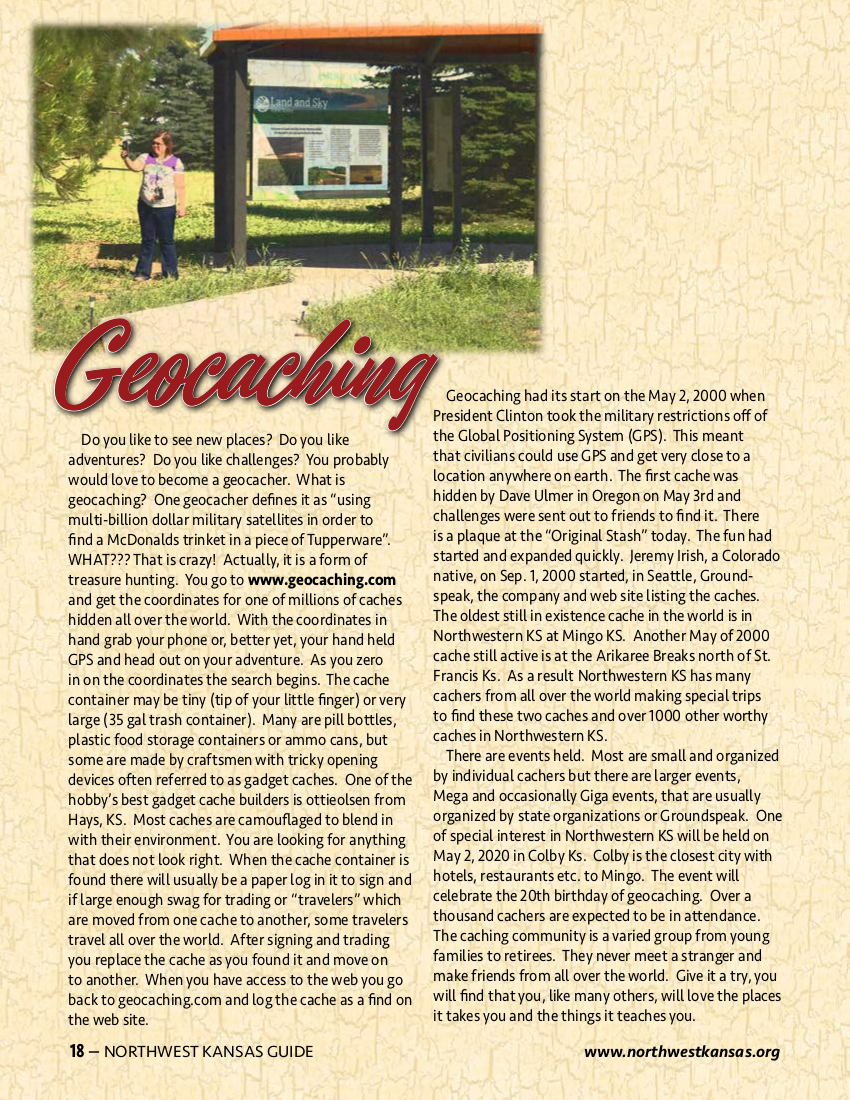 Land and Sky
Geocaching
Do you like to see new places?  Do you like
adventures?  Do you like challenges?  You probably
would love to become a geocacher.  What is
geocaching?  One geocacher defines it as “using
multi-billion dollar military satellites in order to
find a McDonalds trinket in a piece of Tupperware”.
WHAT??? That is crazy!  Actually, it is a form of
treasure hunting.  You go to www.geocaching.com
and get the coordinates for one of millions of caches
hidden all over the world.  With the coordinates in
hand grab your phone or, better yet, your hand held
GPS and head out on your adventure.  As you zero
in on the coordinates the search begins.  The cache
container may be tiny (tip of your little finger) or very
large (35 gal trash container).  Many are pill bottles,
plastic food storage containers or ammo cans, but
some are made by craftsmen with tricky opening
devices often referred to as gadget caches.  One of the
hobby’s best gadget cache builders is ottieolsen from
Hays, KS.  Most caches are camouflaged to blend in
with their environment.  You are looking for anything
that does not look right.  When the cache container is
found there will usually be a paper log in it to sign and
if large enough swag for trading or “travelers” which
are moved from one cache to another, some travelers
travel all over the world.  After signing and trading
you replace the cache as you found it and move on
to another.  When you have access to the web you go
back to geocaching.com and log the cache as a find on
the web site.
Geocaching had its start on the May 2, 2000 when
President Clinton took the military restrictions off of
the Global Positioning System (GPS).  This meant
that civilians could use GPS and get very close to a
location anywhere on earth.  The first cache was
hidden by Dave Ulmer in Oregon on May 3rd and
challenges were sent out to friends to find it.  There
is a plaque at the “Original Stash” today.  The fun had
started and expanded quickly.  Jeremy Irish, a Colorado
native, on Sep. 1, 2000 started, in Seattle, Ground-
speak, the company and web site listing the caches.
The oldest still in existence cache in the world is in
Northwestern KS at Mingo KS.  Another May of 2000
cache still active is at the Arikaree Breaks north of St.
Francis Ks.  As a result Northwestern KS has many
cachers from all over the world making special trips
to find these two caches and over 1000 other worthy
caches in Northwestern KS.
There are events held.  Most are small and organized
by individual cachers but there are larger events,
Mega and occasionally Giga events, that are usually
organized by state organizations or Groundspeak.  One
of special interest in Northwestern KS will be held on
May 2, 2020 in Colby Ks.  Colby is the closest city with
hotels, restaurants etc. to Mingo.  The event will
celebrate the 20th birthday of geocaching.  Over a
thousand cachers are expected to be in attendance.
The caching community is a varied group from young
families to retirees.  They never meet a stranger and
make friends from all over the world.  Give it a try, you
will find that you, like many others, will love the places
it takes you and the things it teaches you.
18 — NORTHWEST KANSAS GUIDE
www.northwestkansas.org